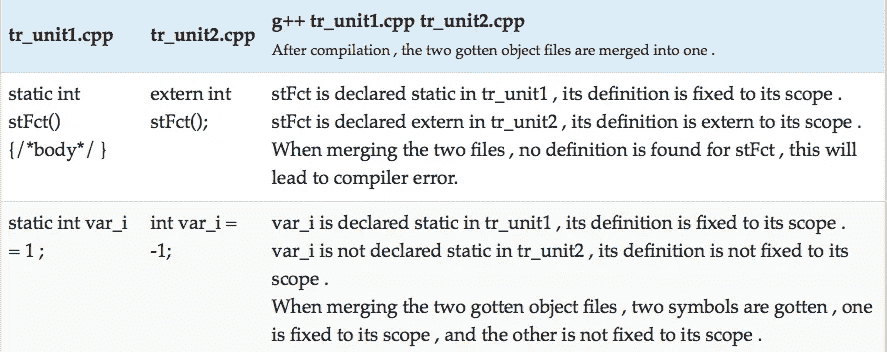 tr_unit1.cpp
tr_unit2.cpp
g++ tr_unit1.cpp tr_unit2.cpp
After compilation , the two gotten object files are merged into one .
static int
stFct()
{/*body*/ }
extern int
stFct();
stFct is declared static in tr_unit1 , its definition is fixed to its scope .
stFct is declared extern in tr_unit2 , its definition is extern to its scope .
When merging the two files , no definition is found for stFct , this will
lead to compiler error.
static int var_i
= 1 ;
int var_i =
-1;
var_i is declared static in tr_unit1 , its definition is fixed to its scope .
var_i is not declared static in tr_unit2 , its definition is not fixed to its
scope .
When merging the two gotten object files , two symbols are gotten , one
is fixed to its scope , and the other is not fixed to its scope .